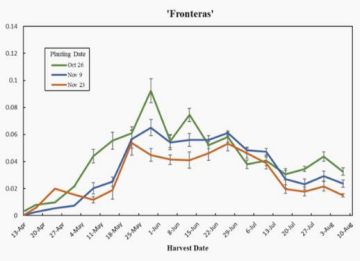 'Fronteras'
0.14
0.12
0.1
0.08
0.06
0.04
0.02
0
Planting Date
Oct 26
Nov 9
Nov 23
13-Apr
20-Apr
27-Apr
4-May
11-May
18-May
25-May
1-Jun
8-Jun
15-Jun
22-Jun
29-Jun
6-Jul
13-Jul
20-Jul
27-Jul
3-Aug
10-Aug
Harvest Date